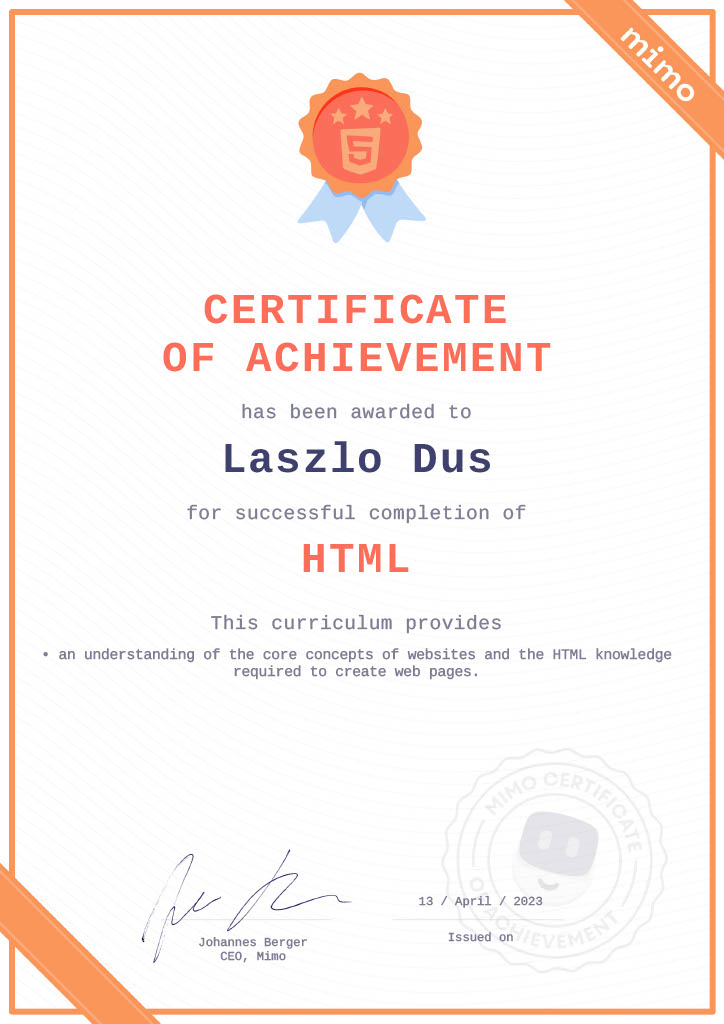 mimo
CERTIFICATE
OF ACHIEVEMENT
has been awarded to
Laszlo Dus
for successful completion of
HTML
This curriculum provides
• an understanding of the core concepts of websites and the HTML knowledge
required to create web pages.
MIMO CERTIFICATE
OF ACHIEVEMENT
13 / April / 2023
Issued on
Johannes Berger
CEO, Mimo